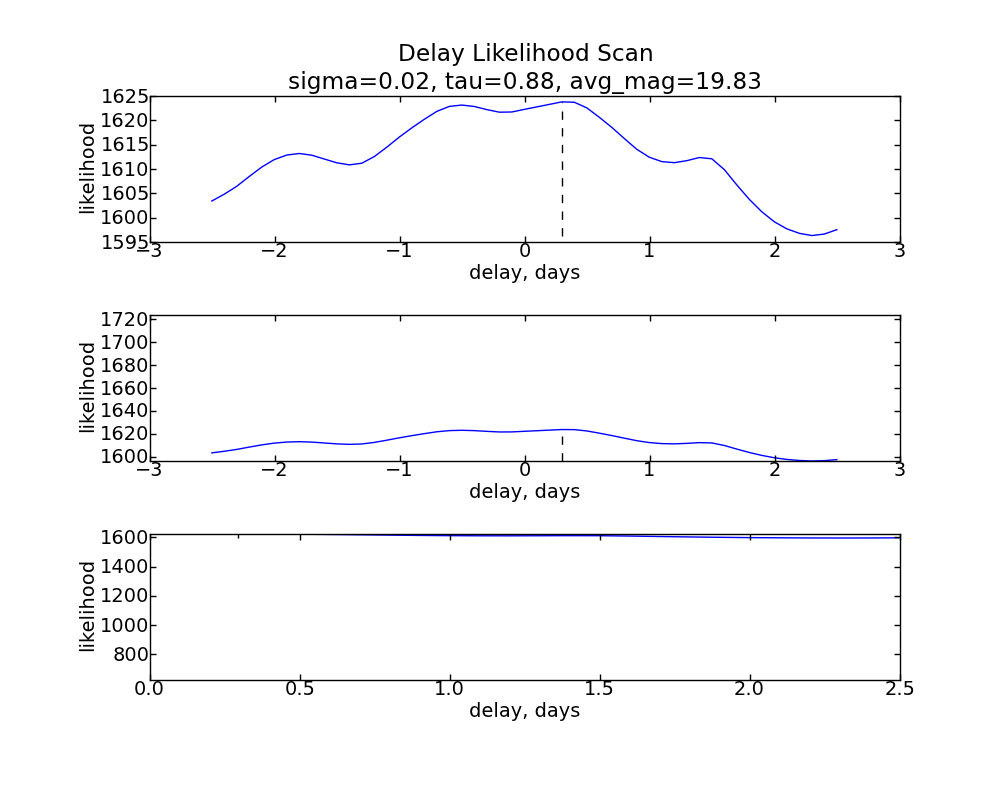 Delay Likelihood Scan
sigma=0.02, tau=0.88, avg_mag=19.83
1625
1620
1615
1610
1605
1600
1595
likelihood
−3 −2 −1 0 1 2 3
delay, days
1720
1700
1680
1660
1640
1620
1600
likelihood
−3 −2 −1 0 1 2 3
delay, days
1600
1400
1200
1000
800
likelihood
0.0 0.5 1.0 1.5 2.0 2.5
delay, days